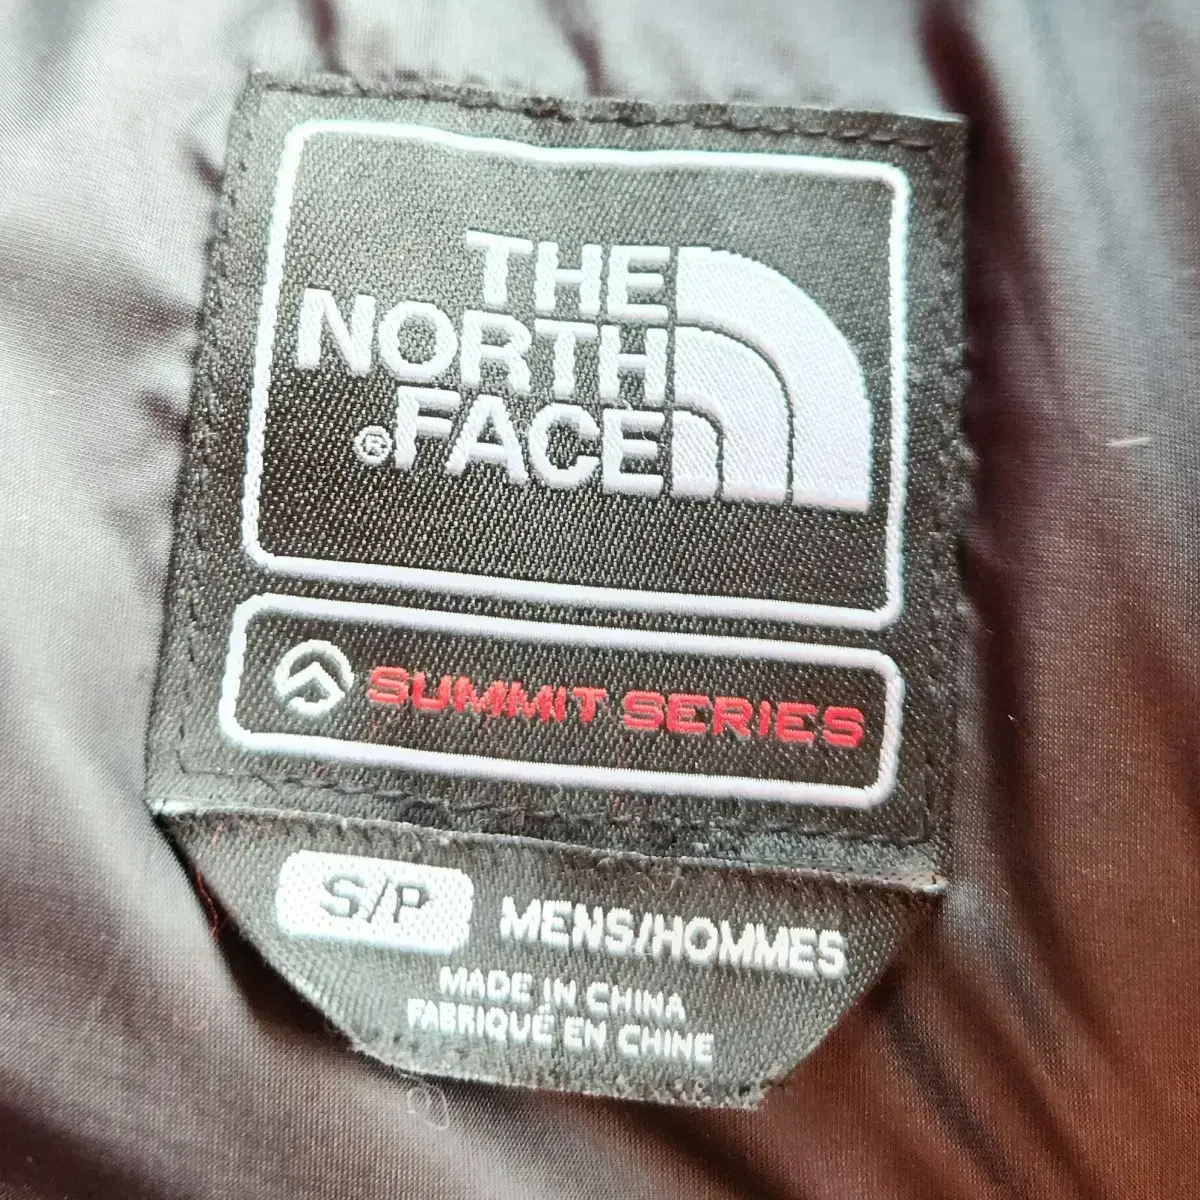 THE
NORTH
®FACE
SUMMIT SERIES
S/P MENS/HOMMES
MADE IN CHINA
FABRIQUÉ EN CHINE